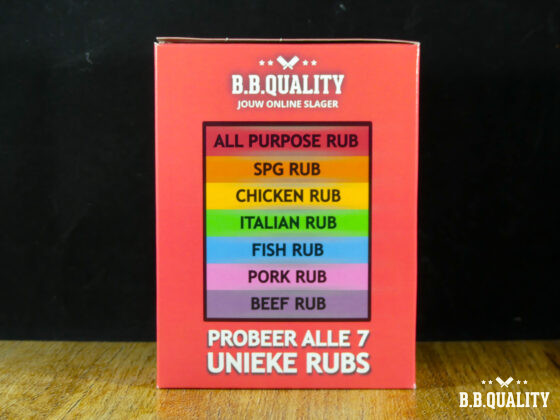 B.B.QUALITY
JOUW ONLINE SLAGER
ALL PURPOSE RUB
SPG RUB
CHICKEN RUB
ITALIAN RUB
FISH RUB
PORK RUB
BEEF RUB
PROBEER ALLE 7
UNIEKE RUBS
B.B.QUALITY